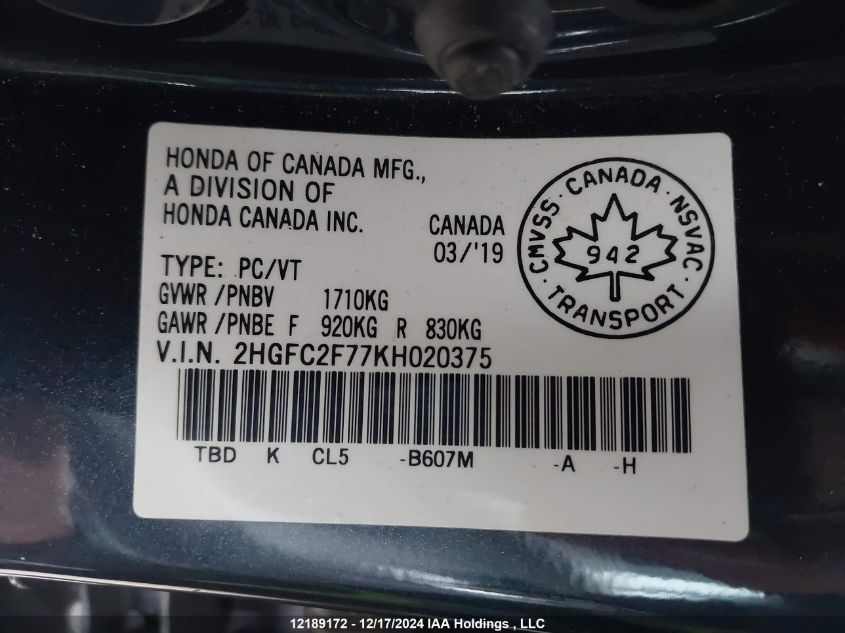 HONDA OF CANADA MFG.,
A DIVISION OF
HONDA CANADA INC.
CANADA
03/'19
TYPE: PC/VT
GVWR /PNBV 1710KG
GAWR /PNBE F 920KG R 830KG
V.I.N. 2HGFC2F77KH020375
TBD K CL5 -B607M -A -H
CMVSS · CANADA · NSVAC
942
· TRANSPORT ·
12189172 - 12/17/2024 IAA Holdings , LLC